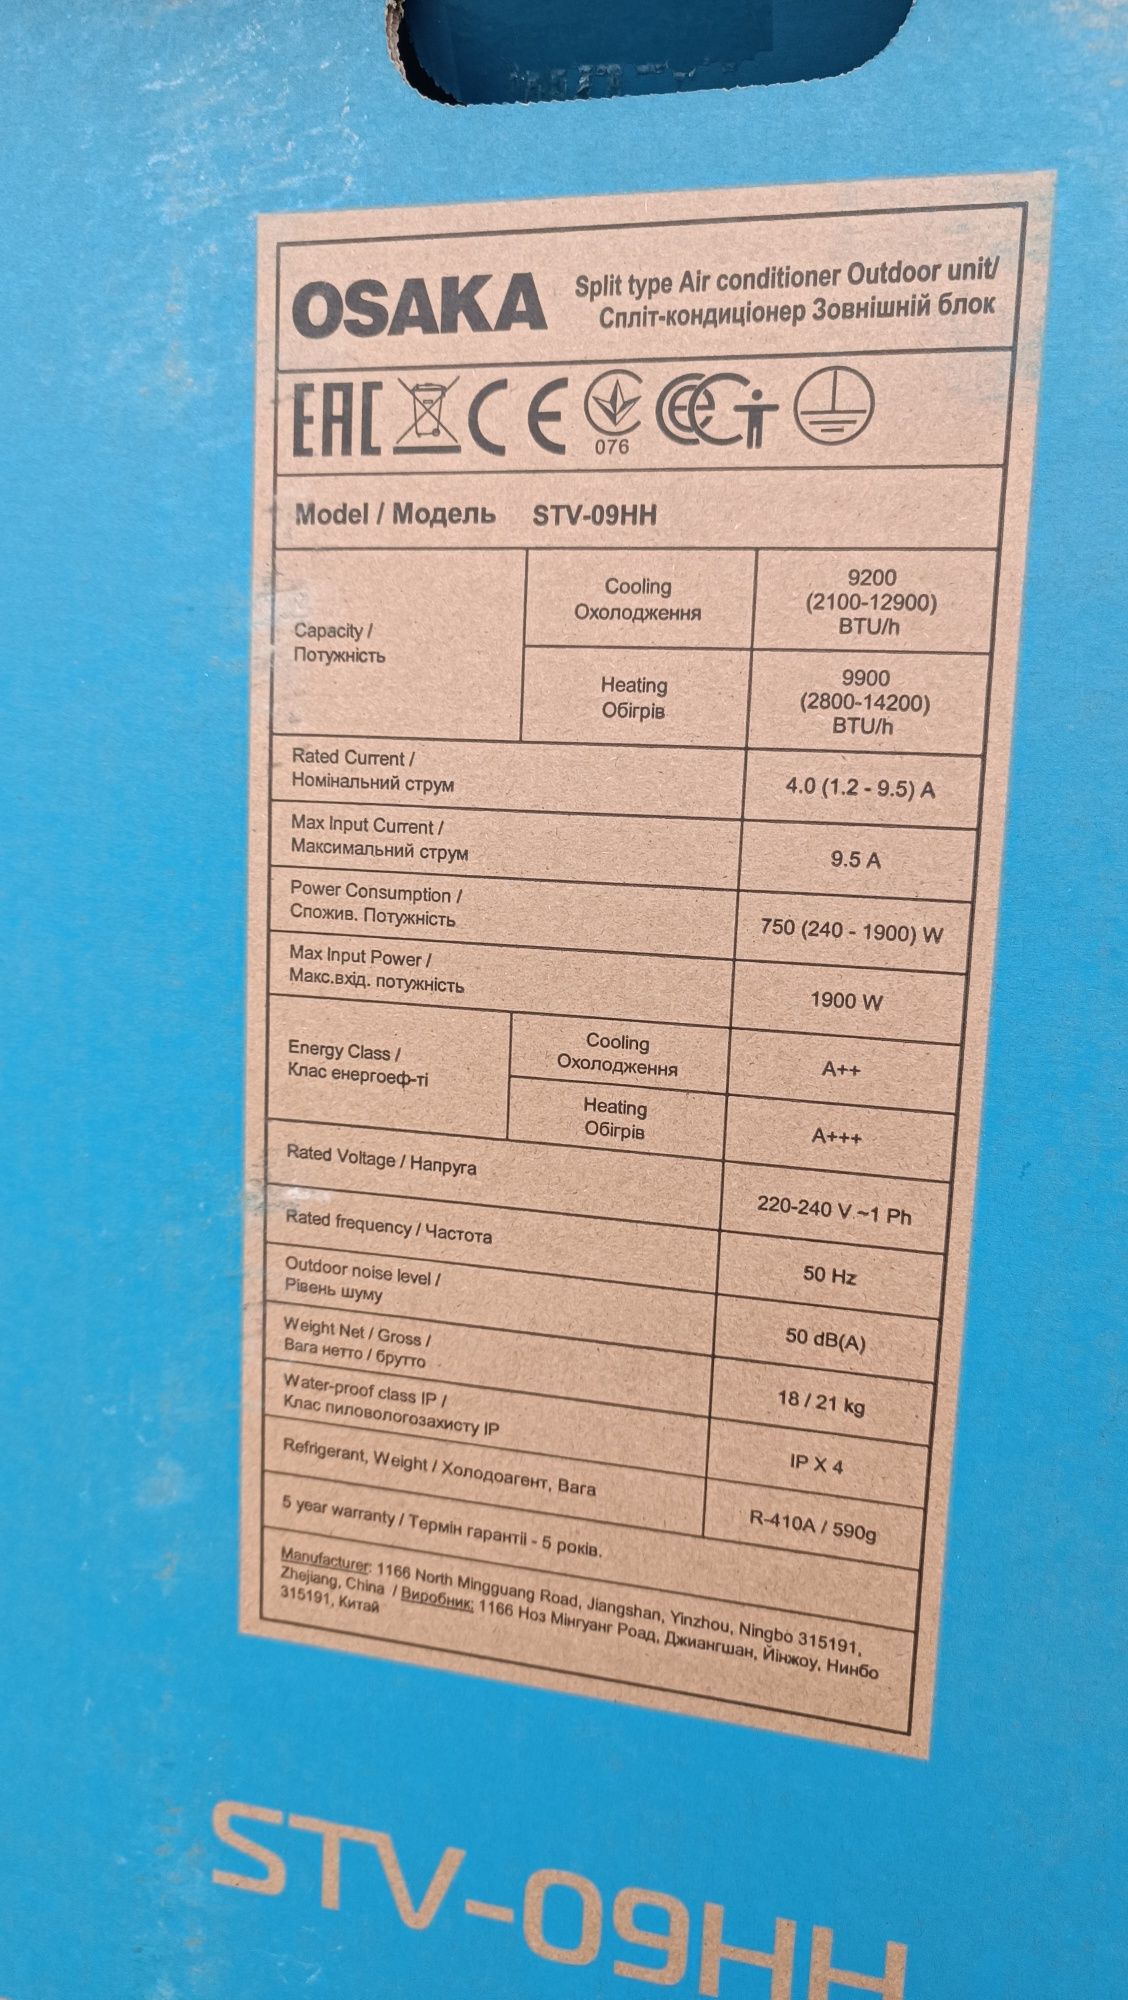 OSAKA
Split type Air conditioner Outdoor unit/
Спліт-кондиціонер Зовнішній блок
EAC CE
076
Model / Модель STV-09HH
Capacity /
Потужність
Cooling
Охолодження
9200
(2100-12900)
BTU/h
Heating
Обігрів
9900
(2800-14200)
BTU/h
Rated Current /
Номінальний струм
4.0 (1.2 - 9.5) A
Max Input Current /
Максимальний струм
9.5 A
Power Consumption /
Спожив. Потужність
750 (240 - 1900) W
Max Input Power /
Макс.вхід. потужність
1900 W
Energy Class /
Клас енергоеф-ті
Cooling
Охолодження
A++
Heating
Обігрів
A+++
Rated Voltage / Напруга
220-240 V ~1 Ph
Rated frequency / Частота
50 Hz
Outdoor noise level /
Рівень шуму
50 dB(A)
Weight Net / Gross /
Вага нетто / брутто
18 / 21 kg
Water-proof class IP /
Клас пиловологозахисту IP
IP X 4
Refrigerant, Weight / Холодоагент, Вага
R-410A / 590g
5 year warranty / Термін гарантії - 5 років.
Manufacturer: 1166 North Mingguang Road, Jiangshan, Yinzhou, Ningbo 315191,
Zhejiang, China / Виробник: 1166 Ноз Мінгуанг Роад, Джиангшан, Йінжоу, Нинбо
315191, Китай
STV-09HH